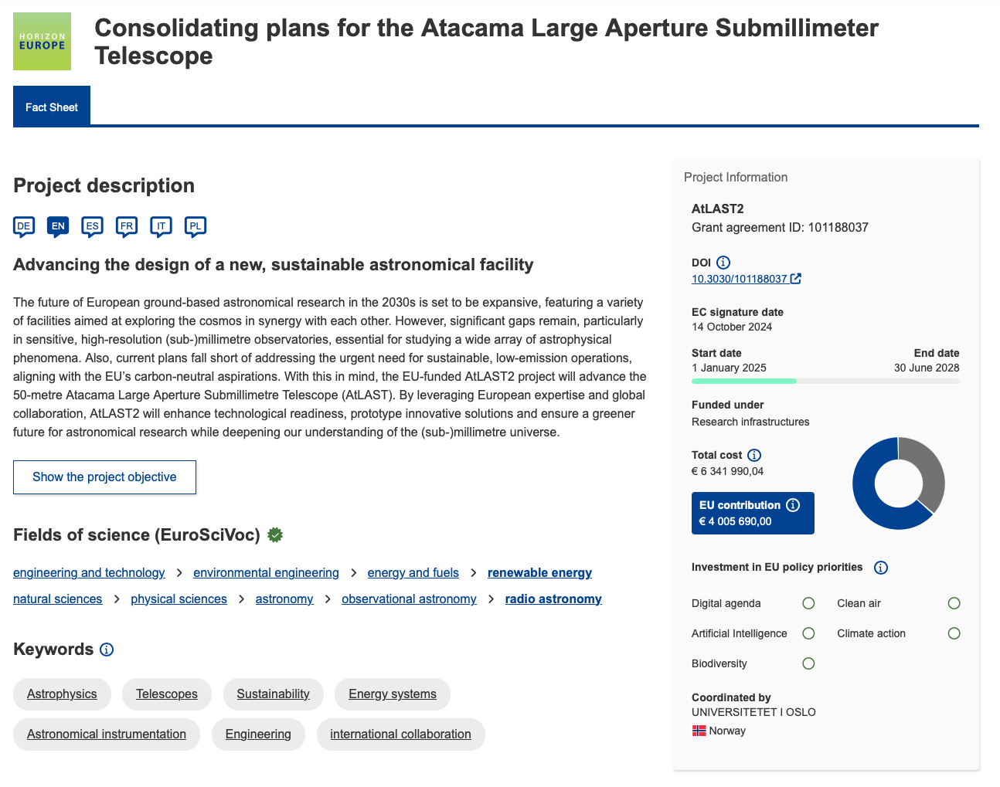 HORIZON
EUROPE
Consolidating plans for the Atacama Large Aperture Submillimeter
Telescope
Fact Sheet
Project description
DE EN ES FR IT PL
Advancing the design of a new, sustainable astronomical facility
The future of European ground-based astronomical research in the 2030s is set to be expansive, featuring a variety
of facilities aimed at exploring the cosmos in synergy with each other. However, significant gaps remain, particularly
in sensitive, high-resolution (sub-)millimetre observatories, essential for studying a wide array of astrophysical
phenomena. Also, current plans fall short of addressing the urgent need for sustainable, low-emission operations,
aligning with the EU’s carbon-neutral aspirations. With this in mind, the EU-funded AtLAST2 project will advance the
50-metre Atacama Large Aperture Submillimetre Telescope (AtLAST). By leveraging European expertise and global
collaboration, AtLAST2 will enhance technological readiness, prototype innovative solutions and ensure a greener
future for astronomical research while deepening our understanding of the (sub-)millimetre universe.
Show the project objective
Fields of science (EuroSciVoc)
engineering and technology > environmental engineering > energy and fuels > renewable energy
natural sciences > physical sciences > astronomy > observational astronomy > radio astronomy
Keywords
Astrophysics Telescopes Sustainability Energy systems
Astronomical instrumentation Engineering international collaboration
Project Information
AtLAST2
Grant agreement ID: 101188037
DOI
10.3030/101188037
EC signature date
14 October 2024
Start date End date
1 January 2025 30 June 2028
Funded under
Research infrastructures
Total cost
€ 6 341 990,04
EU contribution
€ 4 005 690,00
Investment in EU policy priorities
Digital agenda Clean air
Artificial Intelligence Climate action
Biodiversity
Coordinated by
UNIVERSITETET I OSLO
Norway